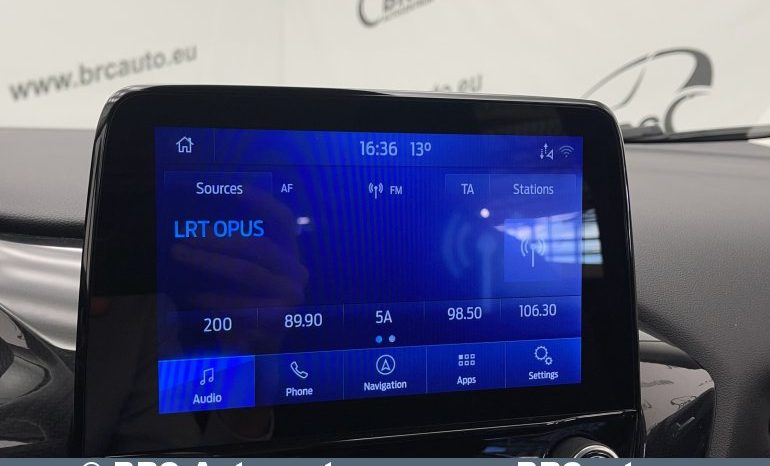 www.brcauto.eu
eu
16:36 13°
Sources AF FM TA Stations
LRT OPUS
200 89.90 5A 98.50 106.30
Audio Phone Navigation Apps Settings